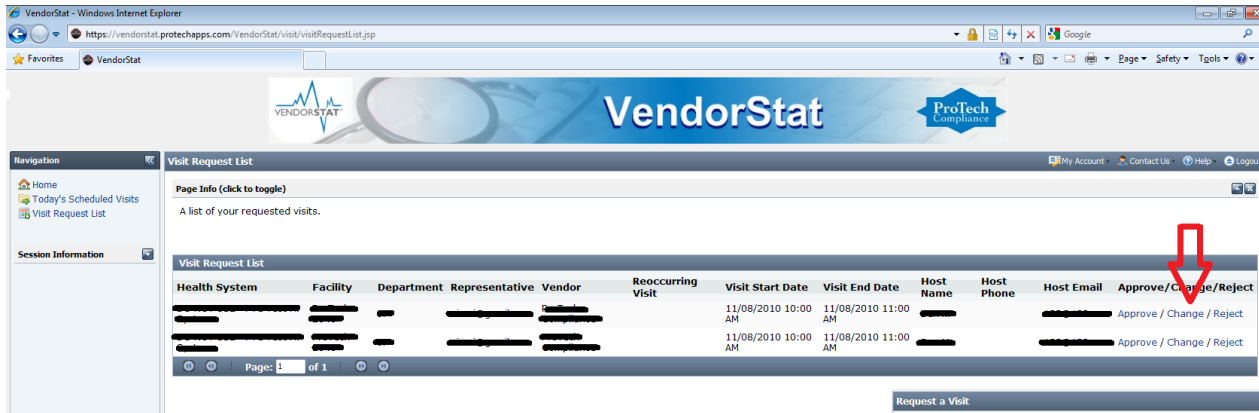 VendorStat - Windows Internet Explorer
https://vendorstat.protechapps.com/VendorStat/visit/visitRequestList.jsp
Google
Favorites VendorStat
Page Safety Tools
VENDORSTAT VendorStat ProTech Compliance
Navigation Visit Request List My Account Contact Us Help Logou
Home
Today's Scheduled Visits
Visit Request List
Session Information
Page Info (click to toggle)
A list of your requested visits.
Visit Request List
Health System Facility Department Representative Vendor Reoccurring Visit Visit Start Date Visit End Date Host Name Host Phone Host Email Approve/Change/Reject
11/08/2010 10:00 AM 11/08/2010 11:00 AM Approve / Change / Reject
11/08/2010 10:00 AM 11/08/2010 11:00 AM Approve / Change / Reject
Page: 1 of 1
Request a Visit